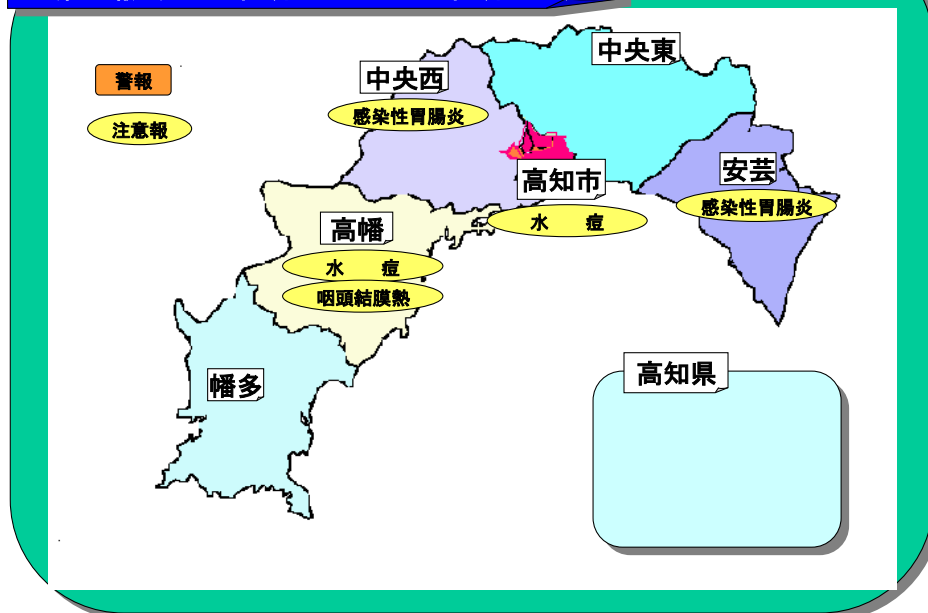 中央東
中央西
警報
感染性胃腸炎
注意報
安芸
高知市
感染性胃腸炎
水 痘
高幡
水 痘
咽頭結膜熱
高知県
幡多